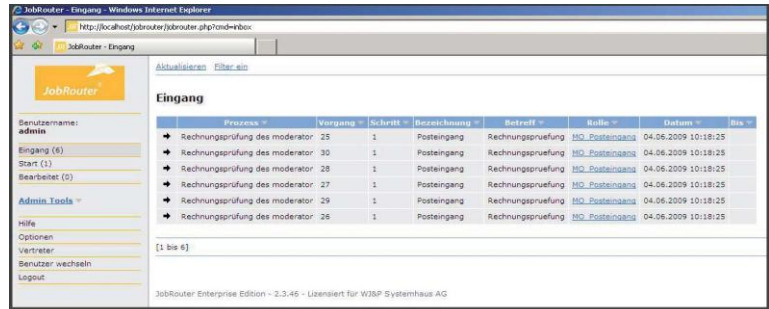 JobRouter - Eingang - Windows Internet Explorer
http://localhost/jobrouter/jobrouter.php?cmd=inbox
JobRouter - Eingang
JobRouter
Benutzername:
admin
Eingang (6)
Start (1)
Bearbeitet (0)
Admin Tools
Hilfe
Optionen
Vertreter
Benutzer wechseln
Logout
Aktualisieren Filter ein
Eingang
Prozess Vorgang Schritt Bezeichnung Betreff Rolle Datum Bis
Rechnungsprüfung des moderator 25 1 Posteingang Rechnungspruefung MO_Posteingang 04.06.2009 10:18:25
Rechnungsprüfung des moderator 30 1 Posteingang Rechnungspruefung MO_Posteingang 04.06.2009 10:18:25
Rechnungsprüfung des moderator 28 1 Posteingang Rechnungspruefung MO_Posteingang 04.06.2009 10:18:25
Rechnungsprüfung des moderator 27 1 Posteingang Rechnungspruefung MO_Posteingang 04.06.2009 10:18:25
Rechnungsprüfung des moderator 29 1 Posteingang Rechnungspruefung MO_Posteingang 04.06.2009 10:18:25
Rechnungsprüfung des moderator 26 1 Posteingang Rechnungspruefung MO_Posteingang 04.06.2009 10:18:25
[1 bis 6]
JobRouter Enterprise Edition - 2.3.46 - Lizensiert für WJ&P Systemhaus AG